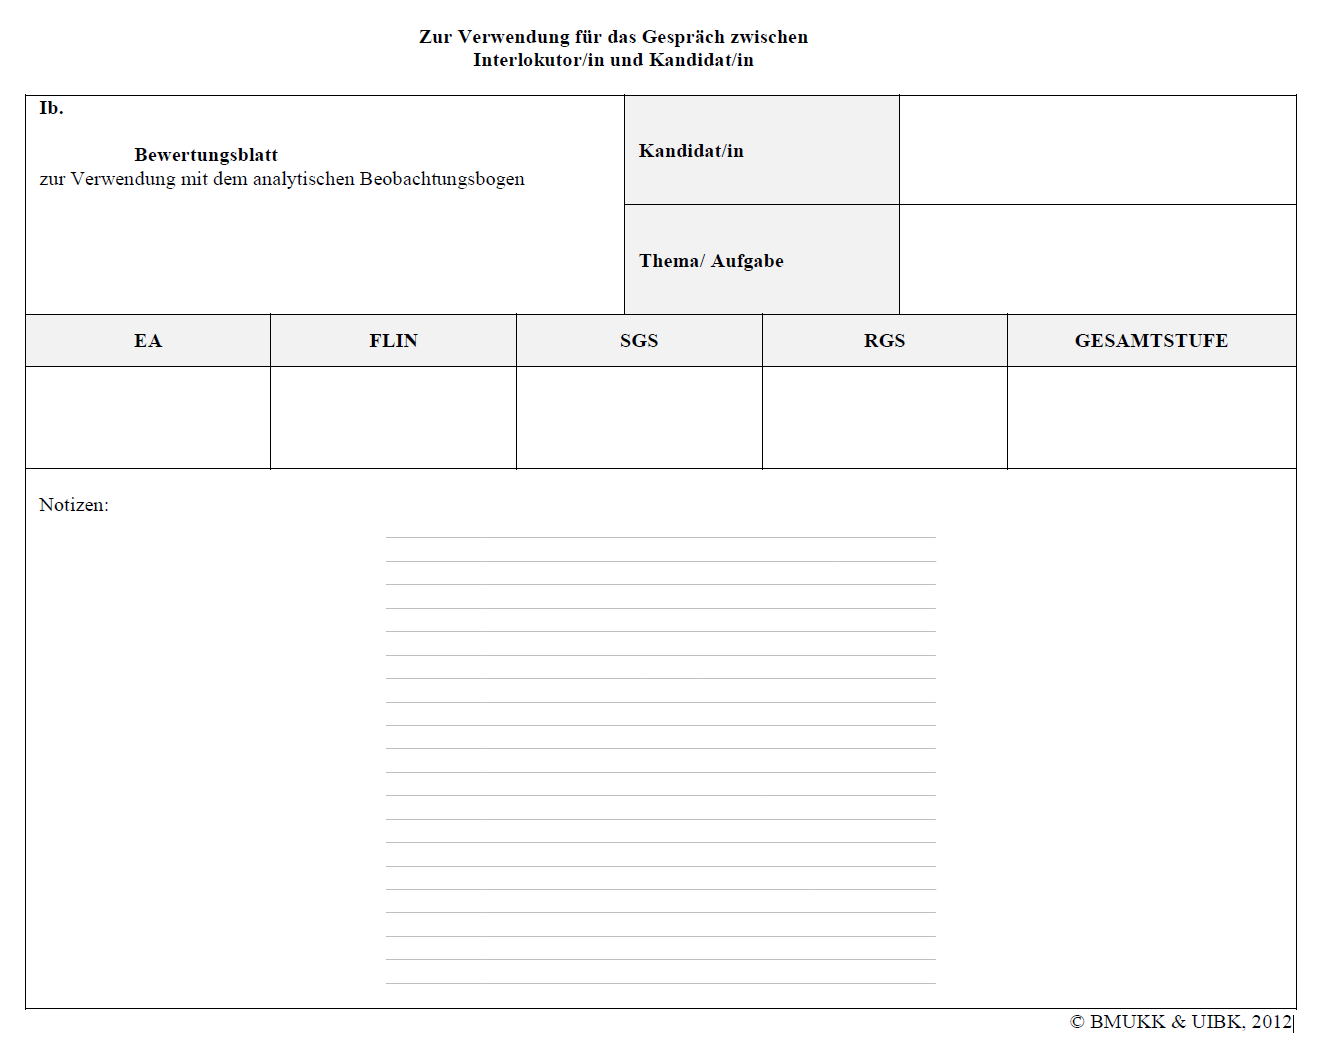 Zur Verwendung für das Gespräch zwischen
Interlokutor/in und Kandidat/in
Ib.
Bewertungsblatt
zur Verwendung mit dem analytischen Beobachtungsbogen
Kandidat/in
Thema/ Aufgabe
EA FLIN SGS RGS GESAMTSTUFE
Notizen:
© BMUKK & UIBK, 2012